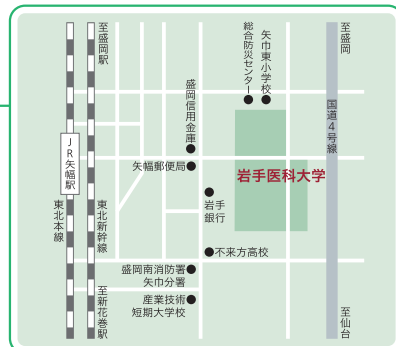 至盛岡駅
総合防災センター
矢巾東小学校
至盛岡
盛岡信用金庫
国道4号線
JR矢幅駅
矢幅郵便局
岩手医科大学
岩手
銀行
東北本線
東北新幹線
不来方高校
盛岡南消防署
矢巾分署
至新花巻駅
産業技術
短期大学校
至仙台